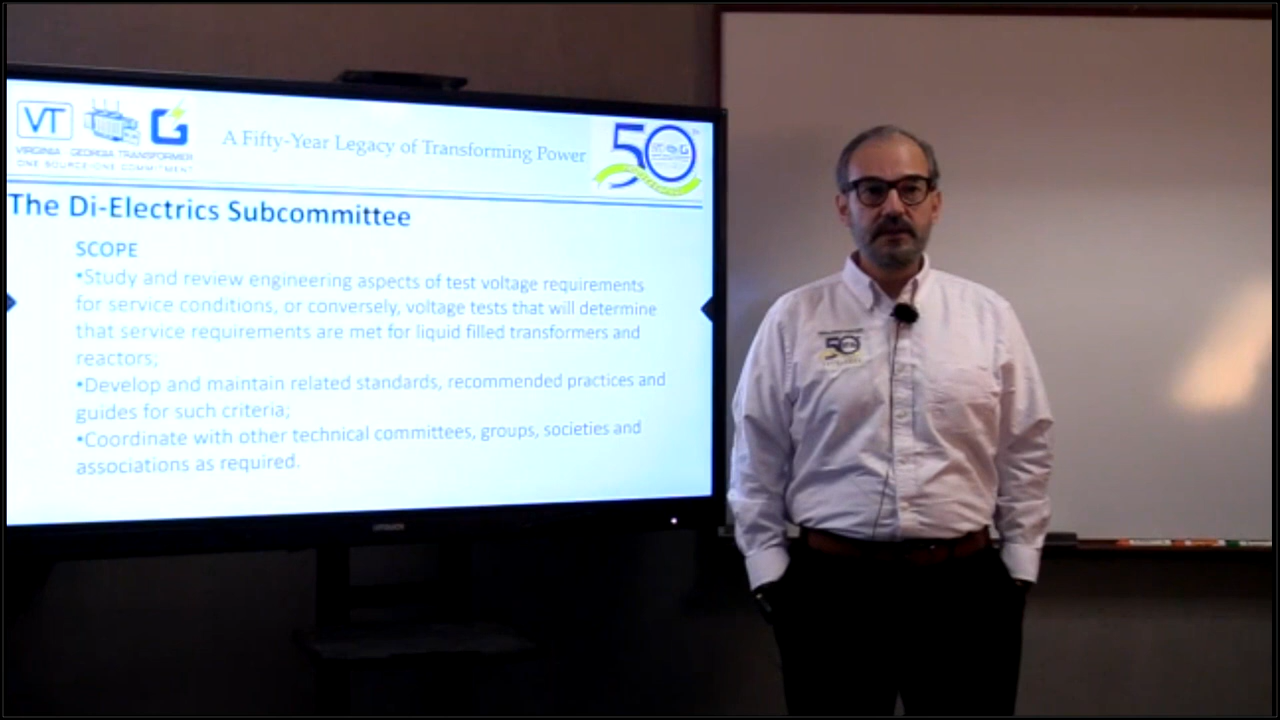 VT
G
VIRGINIA - GEORGIA TRANSFORMER
ONE SOURCE | ONE COMMITMENT
A Fifty-Year Legacy of Transforming Power
50
The Di-Electrics Subcommittee
SCOPE
•Study and review engineering aspects of test voltage requirements
for service conditions, or conversely, voltage tests that will determine
that service requirements are met for liquid filled transformers and
reactors;
•Develop and maintain related standards, recommended practices and
guides for such criteria;
•Coordinate with other technical committees, groups, societies and
associations as required.
50